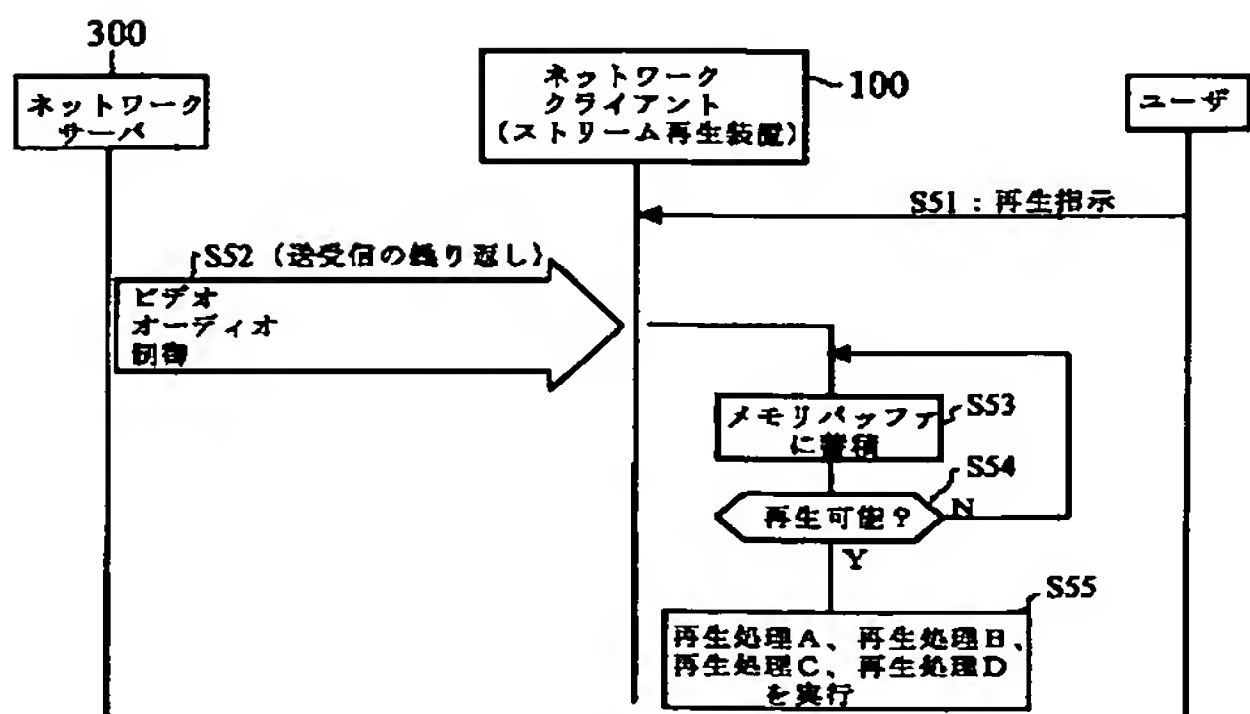 300
ネットワーク
サーバ
ネットワーク
クライアント
(ストリーム再生装置)
100
ユーザ
S51：再生指示
S52 (送受信の繰り返し)
ビデオ
オーディオ
制御
メモリバッファ
に蓄積
S53
S54
再生可能？
N
Y
S55
再生処理A、再生処理B、
再生処理C、再生処理D
を実行